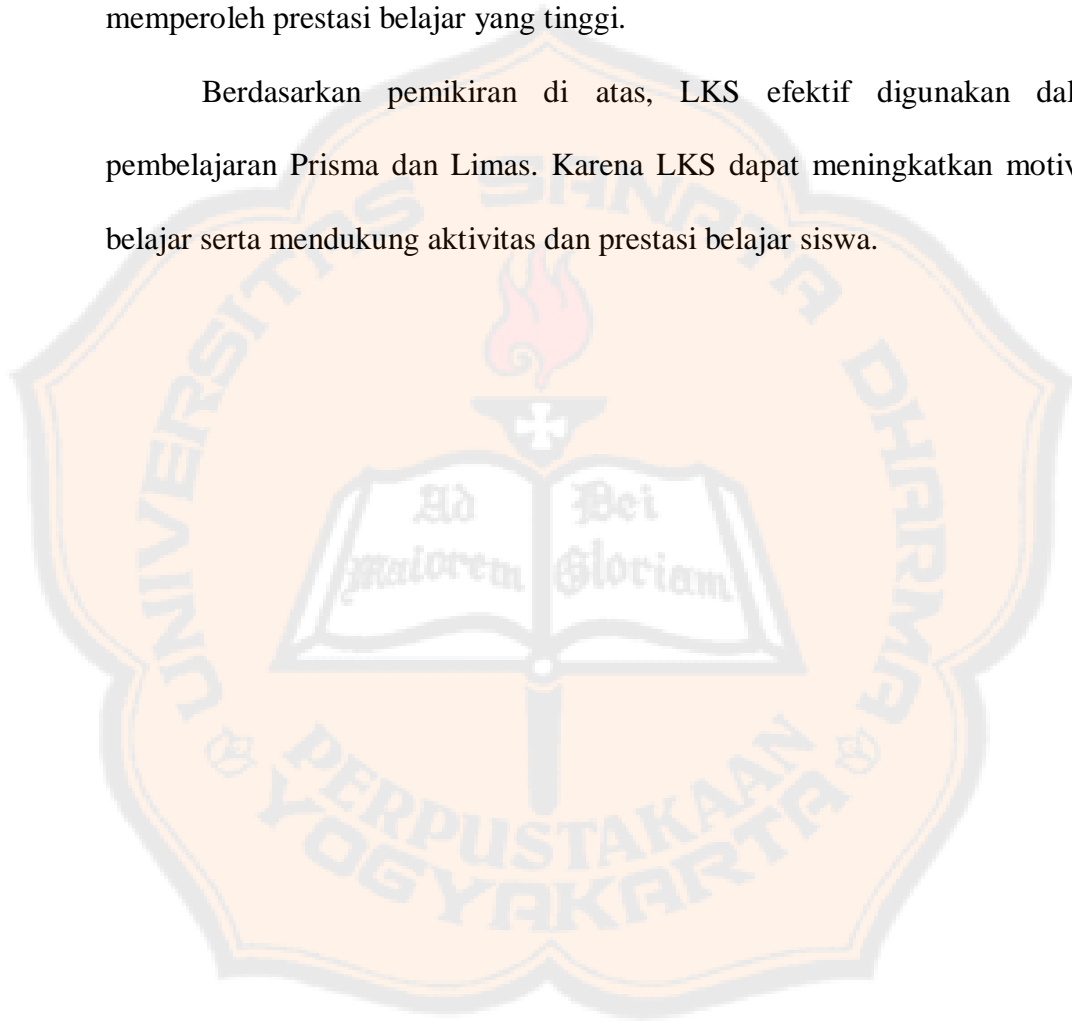 memperoleh prestasi belajar yang tinggi.
Berdasarkan pemikiran di atas, LKS efektif digunakan dal
pembelajaran Prisma dan Limas. Karena LKS dapat meningkatkan motiv
belajar serta mendukung aktivitas dan prestasi belajar siswa.
UNIVERSITAS SANATA DHARMA
Ad Dei
Maiorem Gloriam
PERPUSTAKAAN
YOGYAKARTA